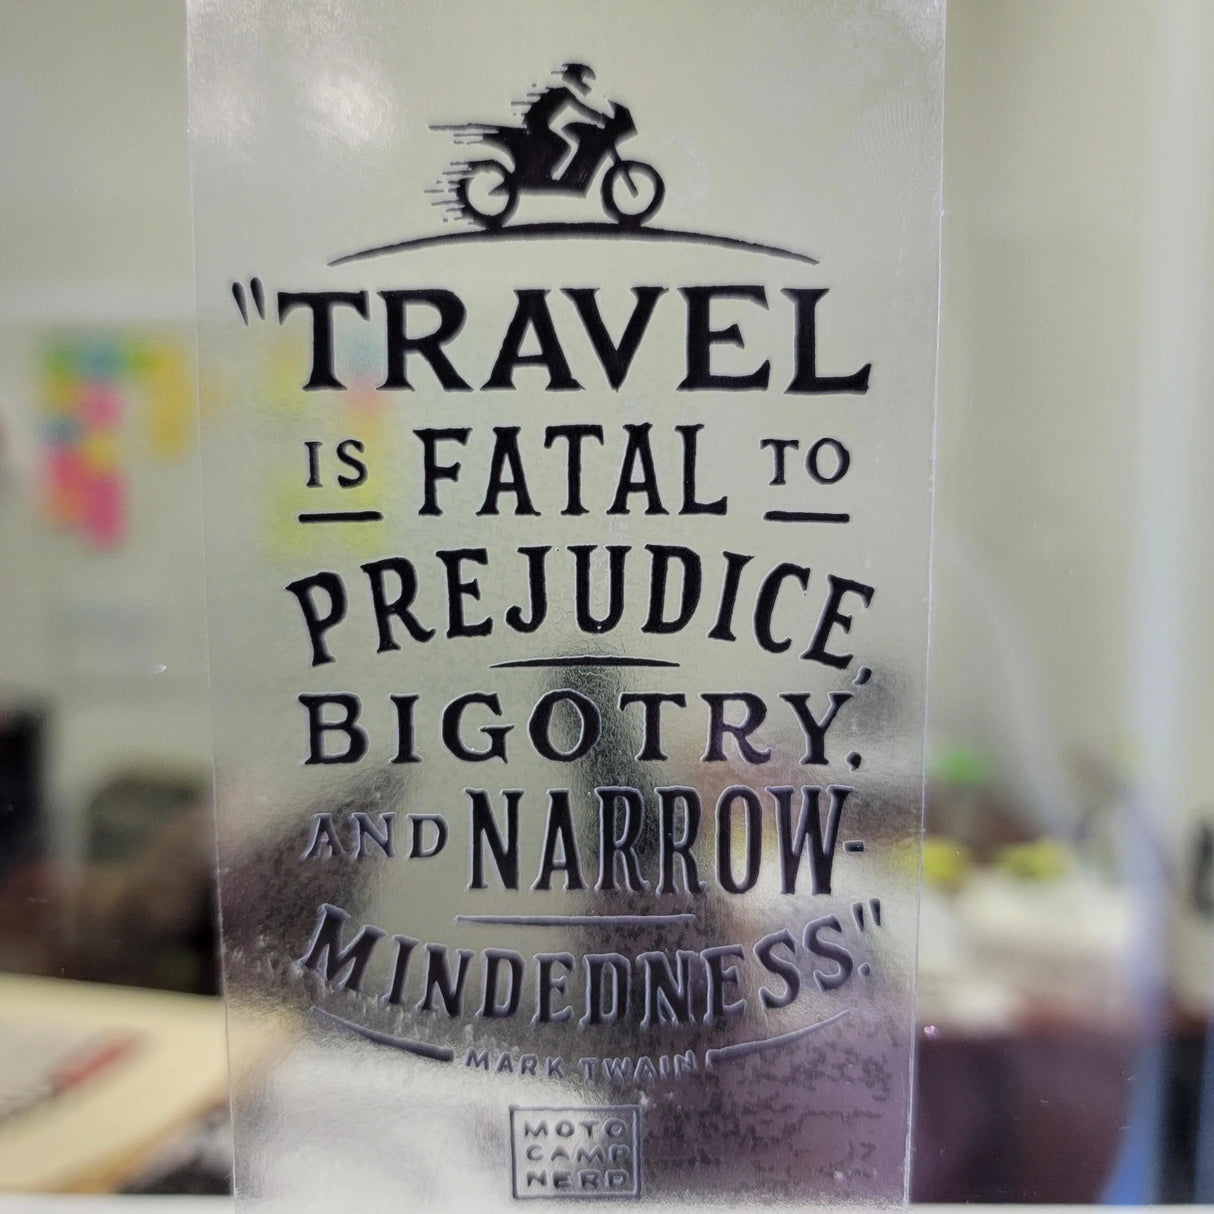 "TRAVEL
IS FATAL TO
PREJUDICE,
BIGOTRY,
AND NARROW-
MINDEDNESS."
MARK TWAIN
MOTO
CAMP
NERD